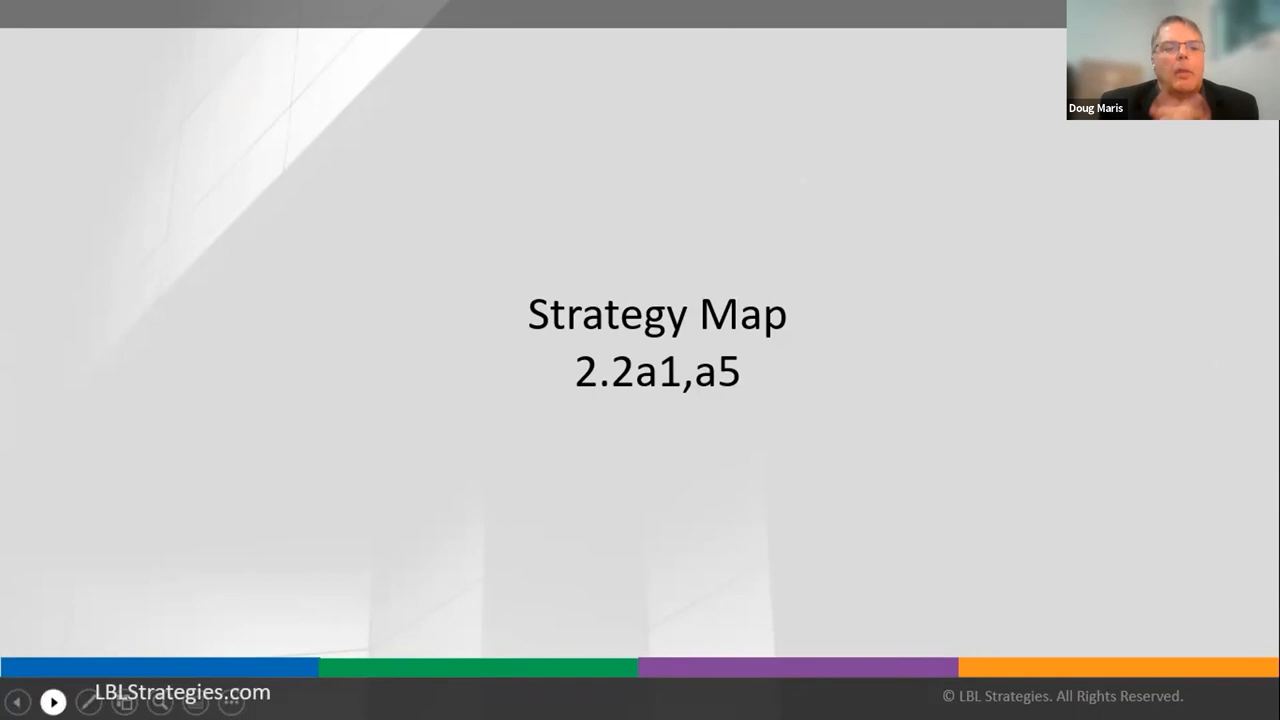 Doug Maris
Strategy Map
2.2a1,a5
LBLStrategies.com
© LBL Strategies. All Rights Reserved.